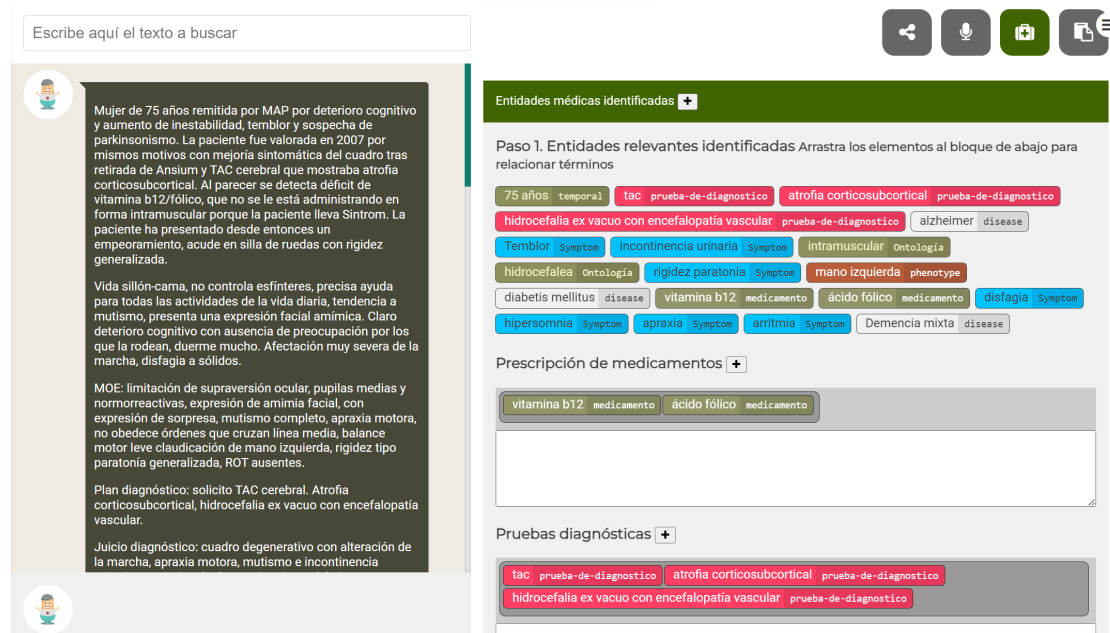 Escribe aquí el texto a buscar
Mujer de 75 años remitida por MAP por deterioro cognitivo
y aumento de inestabilidad, temblor y sospecha de
parkinsonismo. La paciente fue valorada en 2007 por
mismos motivos con mejoría sintomática del cuadro tras
retirada de Ansium y TAC cerebral que mostraba atrofia
corticosubcortical. Al parecer se detecta déficit de
vitamina b12/fólico, que no se le está administrando en
forma intramuscular porque la paciente lleva Sintrom. La
paciente ha presentado desde entonces un
empeoramiento, acude en silla de ruedas con rigidez
generalizada.
Vida sillón-cama, no controla esfínteres, precisa ayuda
para todas las actividades de la vida diaria, tendencia a
mutismo, presenta una expresión facial amímica. Claro
deterioro cognitivo con ausencia de preocupación por los
que la rodean, duerme mucho. Afectación muy severa de la
marcha, disfagia a sólidos.
MOE: limitación de supraversión ocular, pupilas medias y
normorreactivas, expresión de amimia facial, con
expresión de sorpresa, mutismo completo, apraxia motora,
no obedece órdenes que cruzan línea media, balance
motor leve claudicación de mano izquierda, rigidez tipo
paratonía generalizada, ROT ausentes.
Plan diagnóstico: solicito TAC cerebral. Atrofia
corticosubcortical, hidrocefalia ex vacuo con encefalopatía
vascular.
Juicio diagnóstico: cuadro degenerativo con alteración de
la marcha, apraxia motora, mutismo e incontinencia
Entidades médicas identificadas +
Paso 1. Entidades relevantes identificadas Arrastra los elementos al bloque de abajo para
relacionar términos
75 años temporal tac prueba-de-diagnostico atrofia corticosubcortical prueba-de-diagnostico
hidrocefalia ex vacuo con encefalopatía vascular prueba-de-diagnostico alzheimer disease
Temblor Symptom incontinencia urinaria Symptom intramuscular Ontología
hidrocefalea Ontología rigidez paratonía Symptom mano izquierda phenotype
diabetis mellitus disease vitamina b12 medicamento ácido fólico medicamento disfagia Symptom
hipersomnia Symptom apraxia Symptom arritmia Symptom Demencia mixta disease
Prescripción de medicamentos +
vitamina b12 medicamento ácido fólico medicamento
Pruebas diagnósticas +
tac prueba-de-diagnostico atrofia corticosubcortical prueba-de-diagnostico
hidrocefalia ex vacuo con encefalopatía vascular prueba-de-diagnostico